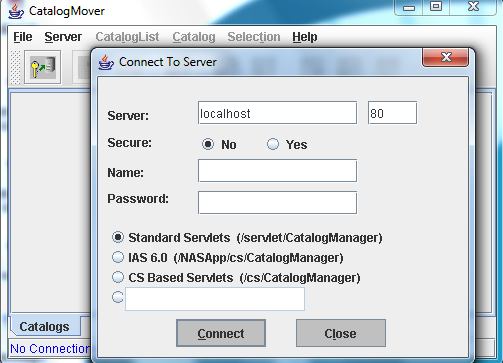 CatalogMover
File Server CatalogList Catalog Selection Help
Connect To Server
Server: localhost 80
Secure: No Yes
Name:
Password:
Standard Servlets (/servlet/CatalogManager)
IAS 6.0 (/NASApp/cs/CatalogManager)
CS Based Servlets (/cs/CatalogManager)
Connect Close
Catalogs
No Connection